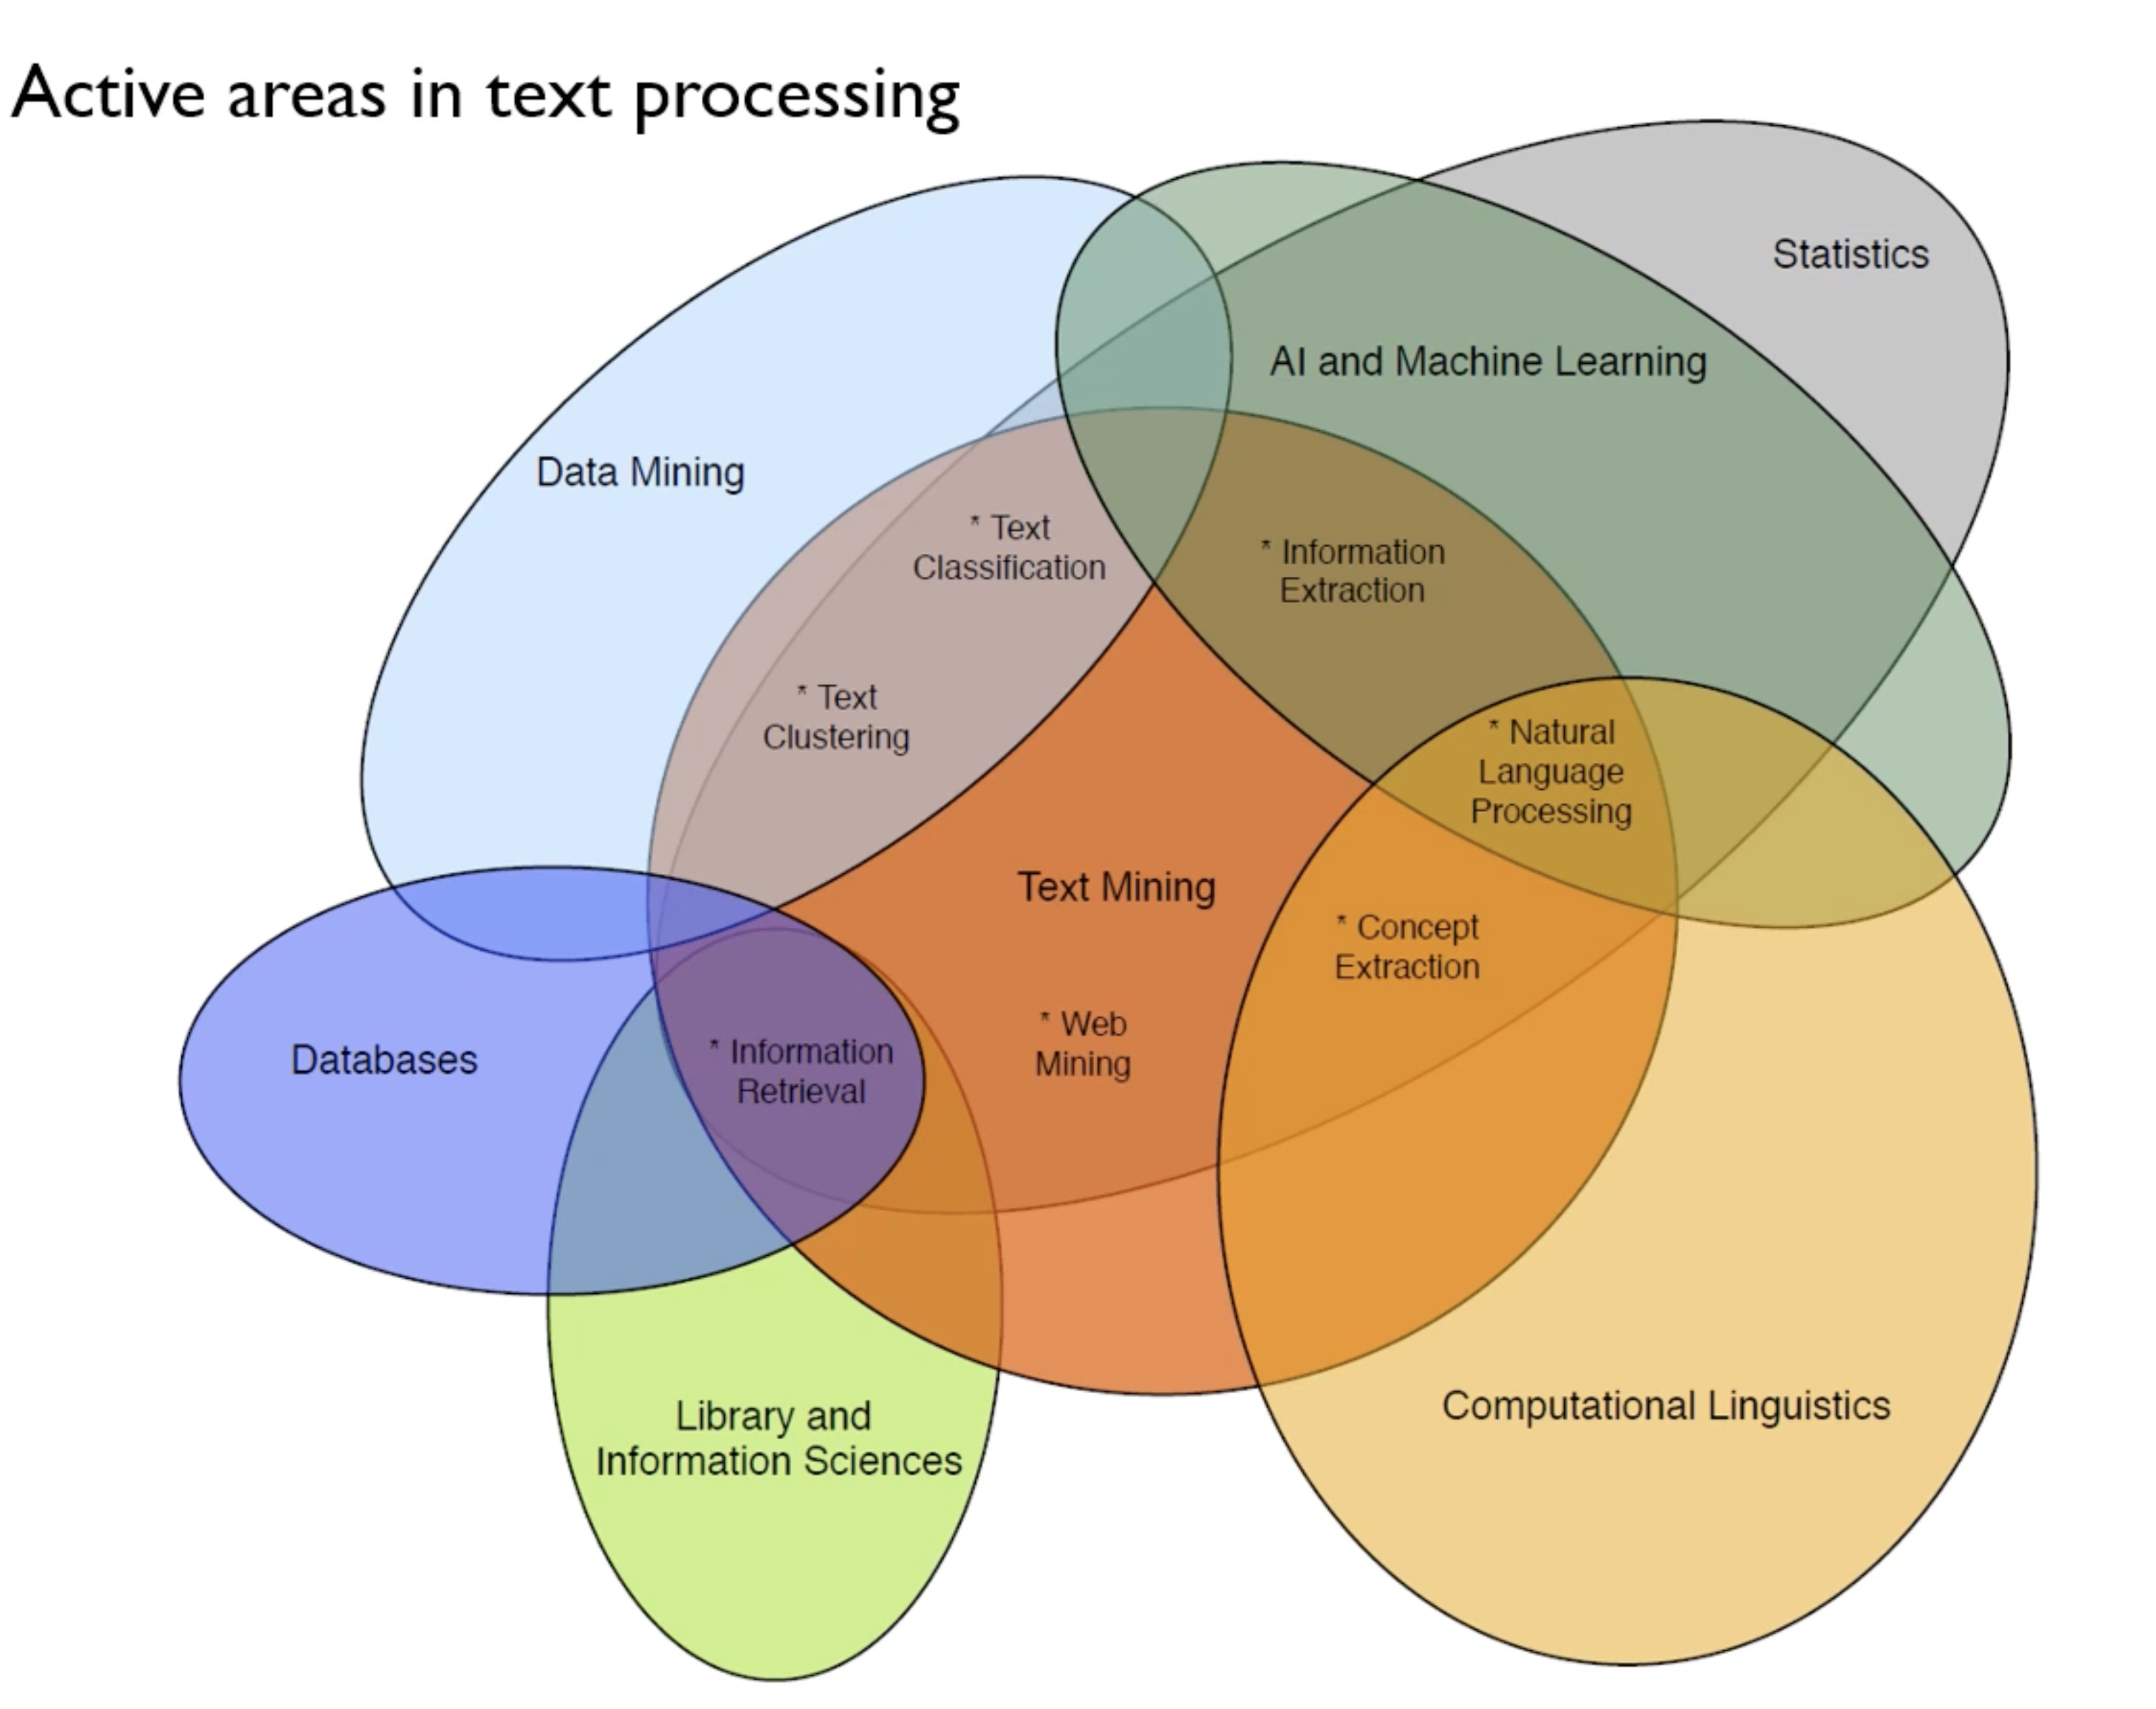 Active areas in text processing
Statistics
AI and Machine Learning
Data Mining
* Text
Classification
* Information
Extraction
* Text
Clustering
* Natural
Language
Processing
Text Mining
* Concept
Extraction
* Web
Mining
Databases
* Information
Retrieval
Library and
Information Sciences
Computational Linguistics